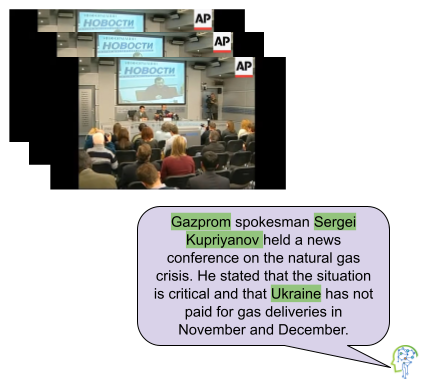 AP
НОВОСТИ
AP
НОВОСТИ
AP
НОВОСТИ
Gazprom spokesman Sergei
Kupriyanov held a news
conference on the natural gas
crisis. He stated that the situation
is critical and that Ukraine has not
paid for gas deliveries in
November and December.